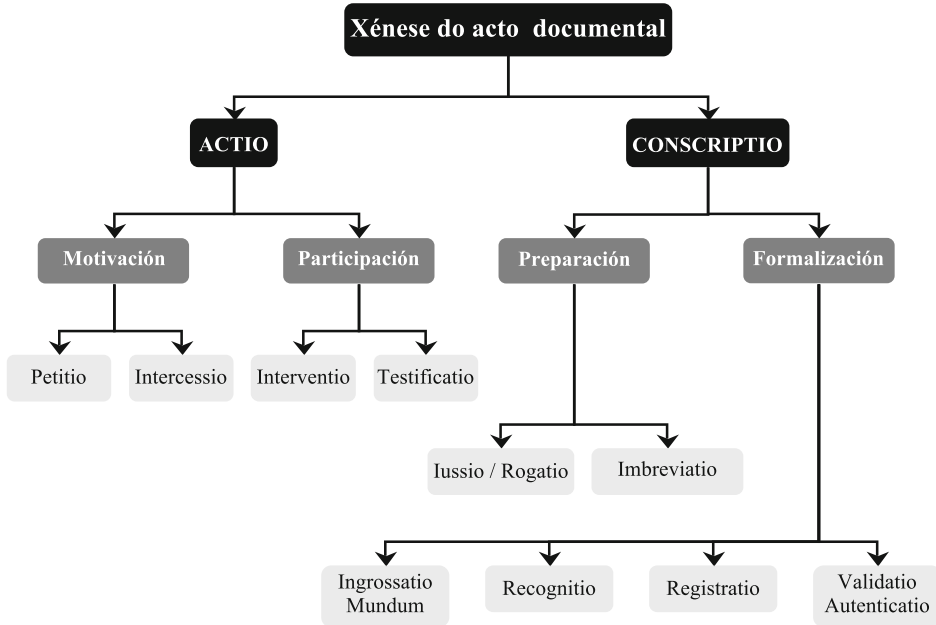 Xénese do acto documental
ACTIO
CONSCRIPTIO
Motivación
Participación
Preparación
Formalización
Petitio
Intercessio
Interventio
Testificatio
Iussio / Rogatio
Imbreviatio
Ingrossatio
Mundum
Recognitio
Registratio
Validatio
Autenticatio